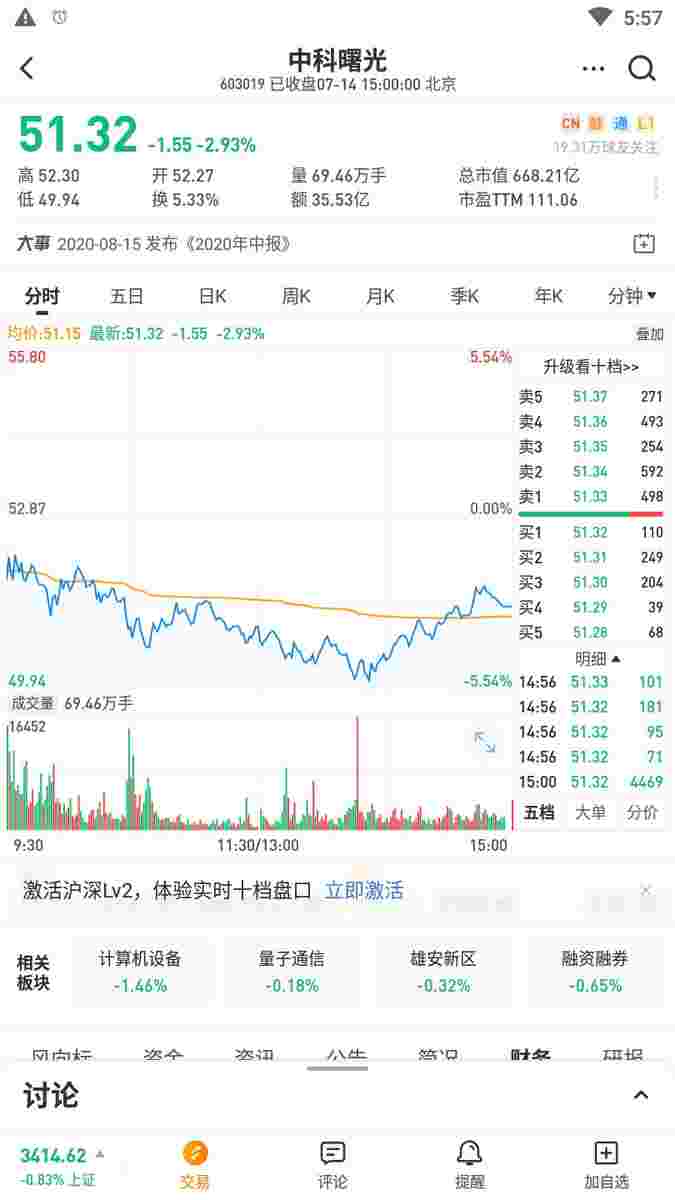 5:57
中科曙光
603019 已收盘07-14 15:00:00 北京
51.32 -1.55 -2.93%
CN 融 通 L1
19.31万球友关注
高 52.30 开 52.27 量 69.46万手 总市值 668.21亿
低 49.94 换 5.33% 额 35.53亿 市盈TTM 111.06
大事 2020-08-15 发布《2020年中报》
分时 五日 日K 周K 月K 季K 年K 分钟
均价:51.15 最新:51.32 -1.55 -2.93% 叠加
55.80 5.54%
52.87 0.00%
49.94 -5.54%
升级看十档>>
卖5 51.37 271
卖4 51.36 493
卖3 51.35 254
卖2 51.34 592
卖1 51.33 498
买1 51.32 110
买2 51.31 249
买3 51.30 204
买4 51.29 39
买5 51.28 68
明细
14:56 51.33 101
14:56 51.32 181
14:56 51.32 95
14:56 51.32 71
15:00 51.32 4469
五档 大单 分价
成交量 69.46万手
16452
9:30 11:30/13:00 15:00
激活沪深Lv2，体验实时十档盘口 立即激活
相关板块
计算机设备 量子通信 雄安新区 融资融券
-1.46% -0.18% -0.32% -0.65%
风向标 资金 资讯 公告 简况 财务 研报
讨论
3414.62
-0.83% 上证
交易 评论 提醒 加自选